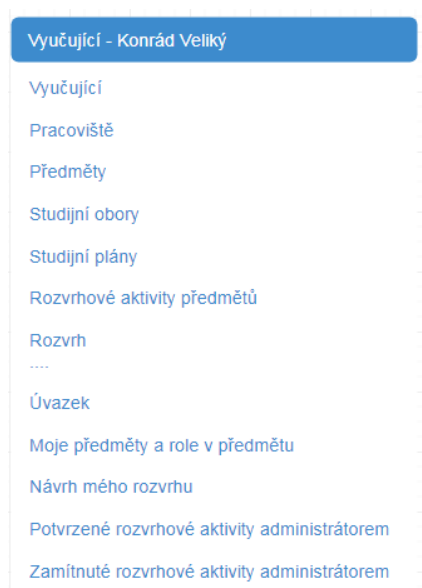 Vyučující - Konrád Veliký
Vyučující
Pracoviště
Předměty
Studijní obory
Studijní plány
Rozvrhové aktivity předmětů
Rozvrh
....
Úvazek
Moje předměty a role v předmětu
Návrh mého rozvrhu
Potvrzené rozvrhové aktivity administrátorem
Zamítnuté rozvrhové aktivity administrátorem